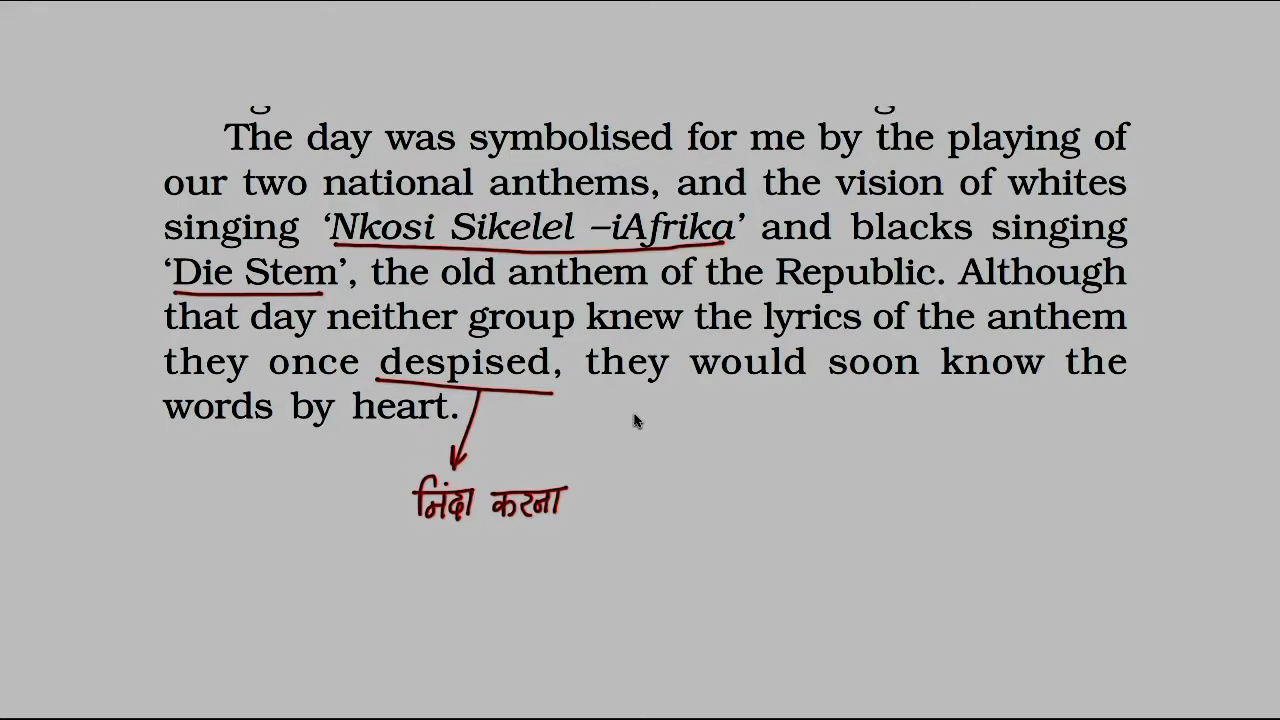 The day was symbolised for me by the playing of
our two national anthems, and the vision of whites
singing ‘Nkosi Sikelel –iAfrika’ and blacks singing
‘Die Stem’, the old anthem of the Republic. Although
that day neither group knew the lyrics of the anthem
they once despised, they would soon know the
words by heart.
निंदा करना